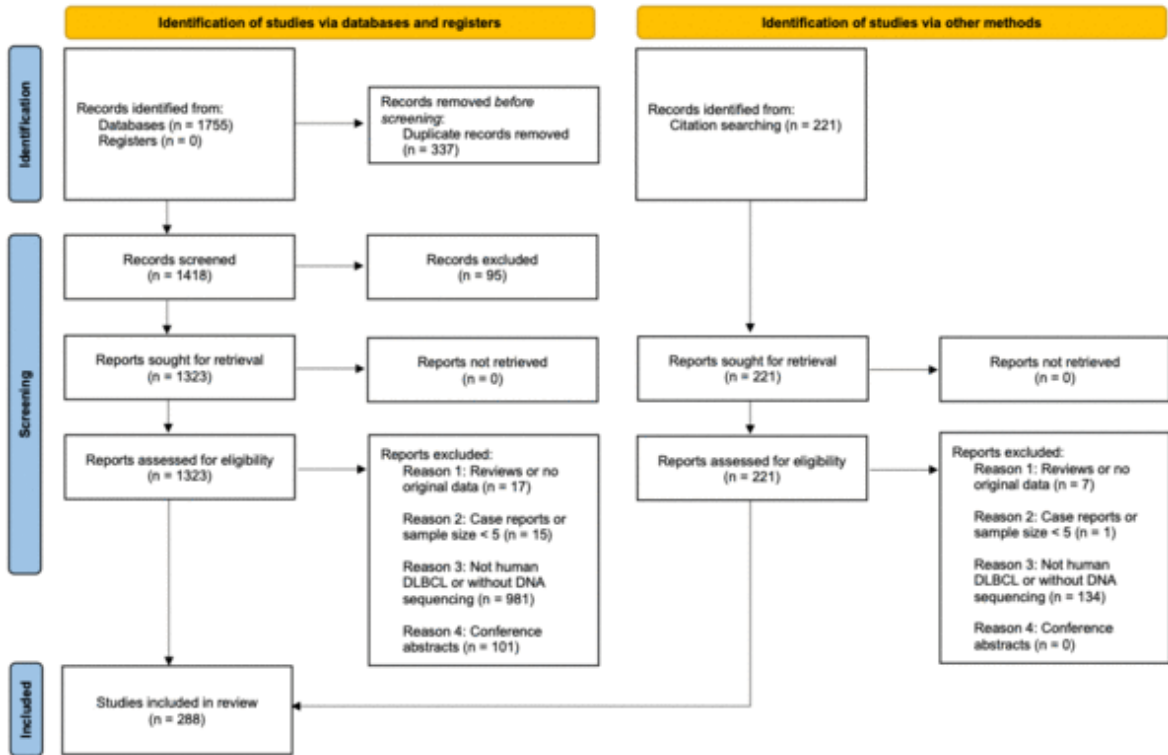 Identification of studies via databases and registers
Identification of studies via other methods
Identification
Records identified from:
Databases (n = 1755)
Registers (n = 0)
Records removed before
screening:
Duplicate records removed
(n = 337)
Records identified from:
Citation searching (n = 221)
Screening
Records screened
(n = 1418)
Records excluded
(n = 95)
Reports sought for retrieval
(n = 1323)
Reports not retrieved
(n = 0)
Reports sought for retrieval
(n = 221)
Reports not retrieved
(n = 0)
Reports assessed for eligibility
(n = 1323)
Reports excluded:
Reason 1: Reviews or no
original data (n = 17)
Reason 2: Case reports or
sample size < 5 (n = 15)
Reason 3: Not human
DLBCL or without DNA
sequencing (n = 981)
Reason 4: Conference
abstracts (n = 101)
Reports assessed for eligibility
(n = 221)
Reports excluded:
Reason 1: Reviews or no
original data (n = 7)
Reason 2: Case reports or
sample size < 5 (n = 1)
Reason 3: Not human
DLBCL or without DNA
sequencing (n = 134)
Reason 4: Conference
abstracts (n = 0)
Included
Studies included in review
(n = 288)